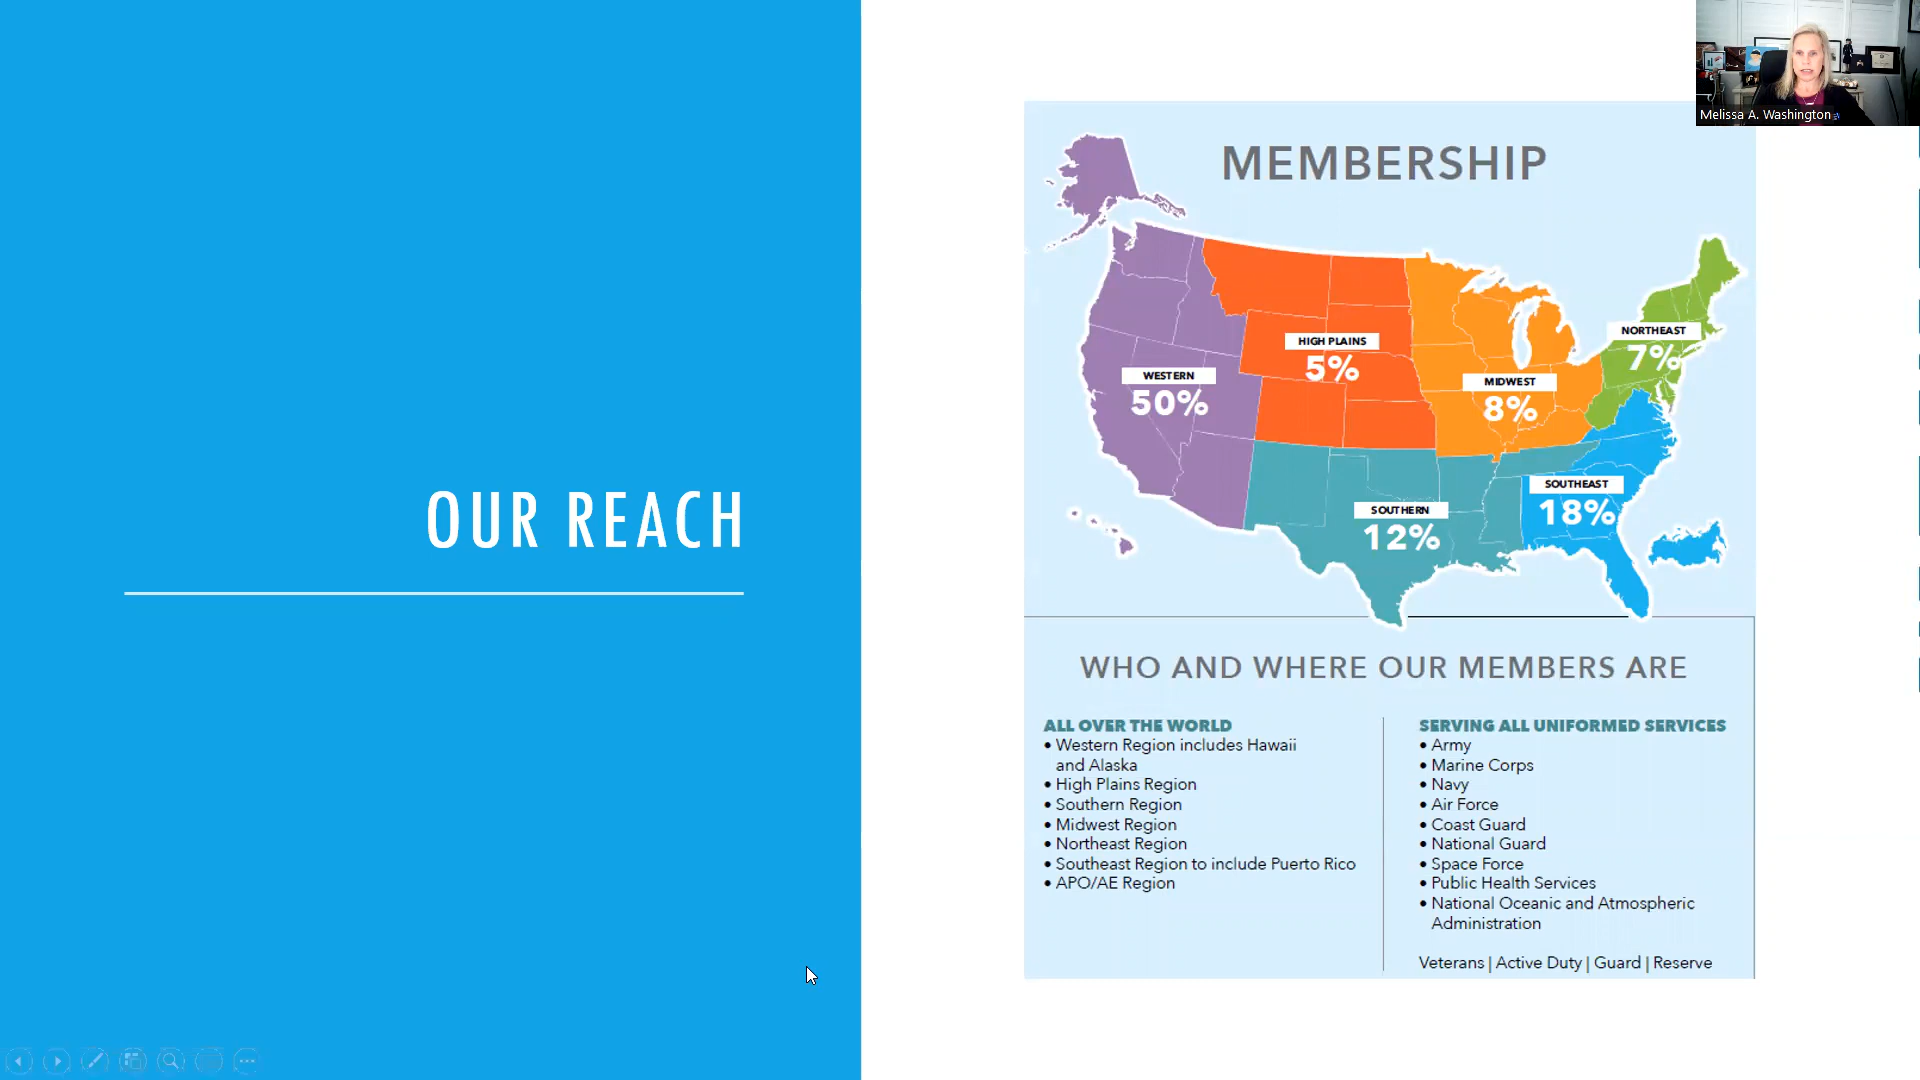 OUR REACH
Melissa A. Washington
MEMBERSHIP
NORTHEAST
7%
HIGH PLAINS
5%
WESTERN
50%
MIDWEST
8%
SOUTHEAST
18%
SOUTHERN
12%
WHO AND WHERE OUR MEMBERS ARE
ALL OVER THE WORLD
• Western Region includes Hawaii
and Alaska
• High Plains Region
• Southern Region
• Midwest Region
• Northeast Region
• Southeast Region to include Puerto Rico
• APO/AE Region
SERVING ALL UNIFORMED SERVICES
• Army
• Marine Corps
• Navy
• Air Force
• Coast Guard
• National Guard
• Space Force
• Public Health Services
• National Oceanic and Atmospheric
Administration
Veterans | Active Duty | Guard | Reserve